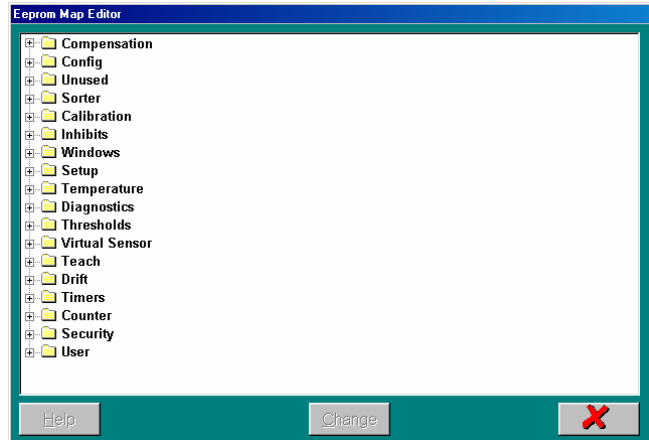 Eeprom Map Editor
Compensation
Config
Unused
Sorter
Calibration
Inhibits
Windows
Setup
Temperature
Diagnostics
Thresholds
Virtual Sensor
Teach
Drift
Timers
Counter
Security
User
Help
Change